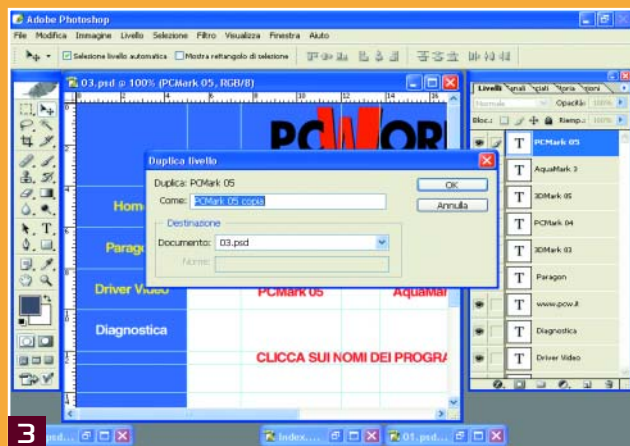 Adobe Photoshop
File Modifica Immagine Livello Selezione Filtro Visualizza Finestra Aiuto
Selezione livello automatica Mostra rettangolo di selezione
03.psd @ 100% (PCMark 05, RGB/8)
PCWOR
Home
Parago
Driver Video
Diagnostica
PCMark 05
AquaMar
CLICCA SUI NOMI DEI PROGRA
Duplica livello
Duplica: PCMark 05
Come: PCMark 05 copia
Destinazione
Documento: 03.psd
Nome:
OK
Annulla
Livelli
Normale Opacità: 100%
Bloc.: Riemp.: 100%
PCMark 05
AquaMark 3
3DMark 05
PCMark 04
3DMark 03
Paragon
www.pcw.it
Diagnostica
Driver Video
3
Index....
01.psd...